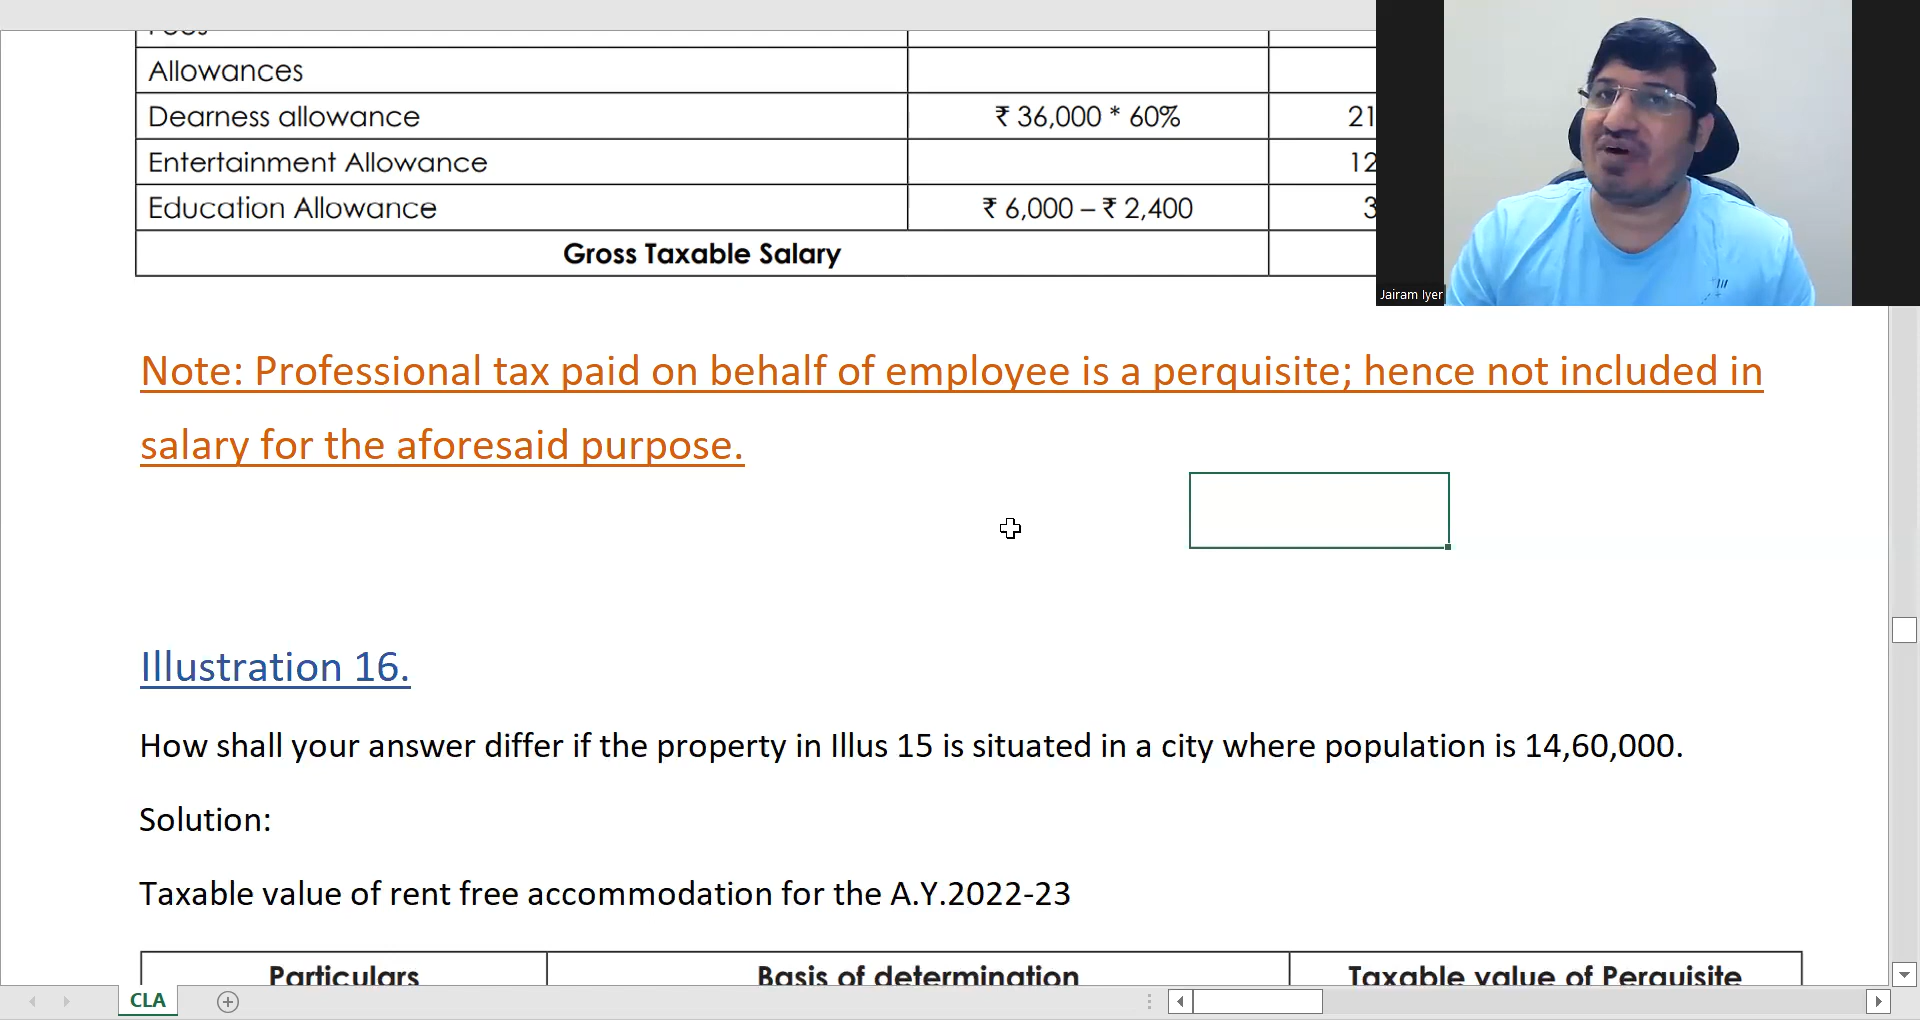 Allowances
Dearness allowance ₹ 36,000 * 60% 21
Entertainment Allowance 12
Education Allowance ₹ 6,000 – ₹ 2,400 3
Gross Taxable Salary
Jairam Iyer
Note: Professional tax paid on behalf of employee is a perquisite; hence not included in
salary for the aforesaid purpose.
Illustration 16.
How shall your answer differ if the property in Illus 15 is situated in a city where population is 14,60,000.
Solution:
Taxable value of rent free accommodation for the A.Y.2022-23
Particulars Basis of determination Taxable value of Perquisite
CLA